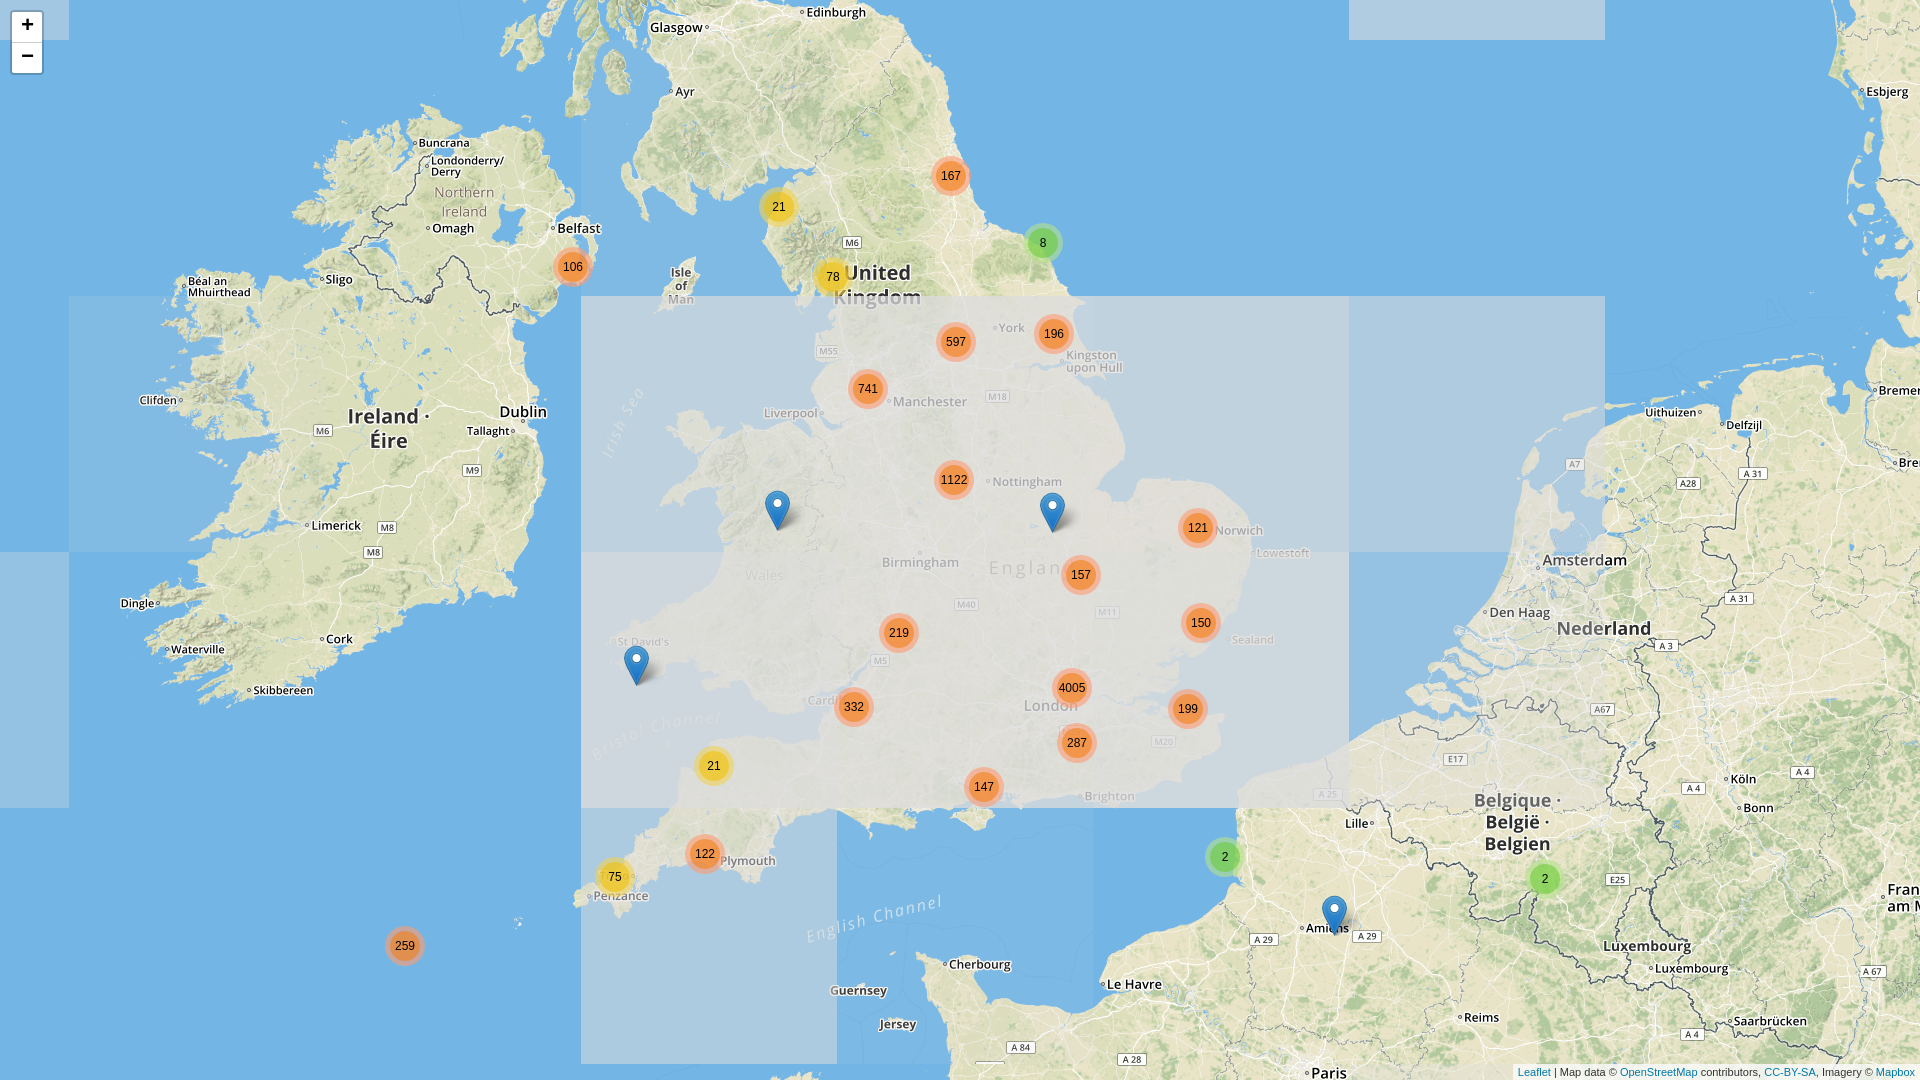 +
−
Glasgow
Edinburgh
Ayr
Esbjerg
Buncrana
Londonderry/
Derry
Northern
Ireland
Omagh
Belfast
167
21
8
M6
106
78
United
Kingdom
Isle
of
Man
Béal an
Mhuirthead
Sligo
York
196
597
M55
Kingston
upon Hull
741
Manchester
M18
Liverpool
Clifden
Ireland ·
Éire
M6
Dublin
Tallaght
M9
Irish Sea
Uithuizen
Delfzijl
Bremer
Bre
A7
A 31
A28
1122
Nottingham
Limerick
M8
M8
121
Norwich
Lowestoft
Birmingham
Englan
157
Wales
Amsterdam
A 31
Dingle
M40
M11
Den Haag
Nederland
Cork
Waterville
St David's
219
150
Sealand
A 3
M5
Skibbereen
4005
London
Cardiff
332
199
A67
Bristol Channel
287
M20
E17
21
147
Brighton
A 25
Köln
A 4
A 4
Bonn
Belgique ·
België ·
Belgien
Lille
122
Plymouth
75
Penzance
2
2
E25
Fran
am M
English Channel
259
Amiens
A 29
A 29
Luxembourg
Luxembourg
A 67
Cherbourg
Guernsey
Le Havre
Jersey
Reims
Saarbrücken
A 84
A 28
A 4
Paris
Leaflet | Map data © OpenStreetMap contributors, CC-BY-SA, Imagery © Mapbox